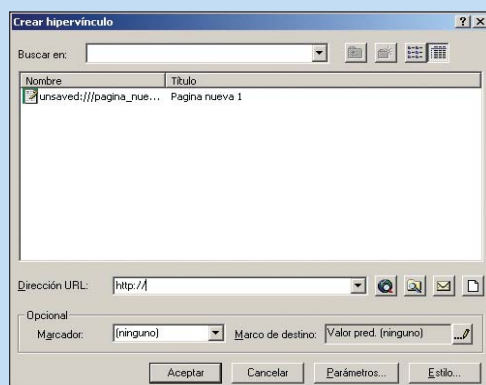 Crear hipervínculo
Buscar en:
Nombre Título
unsaved:///pagina_nue... Pagina nueva 1
Dirección URL: http://
Opcional
Marcador: (ninguno) Marco de destino: Valor pred. (ninguno)
Aceptar Cancelar Parámetros... Estilo...